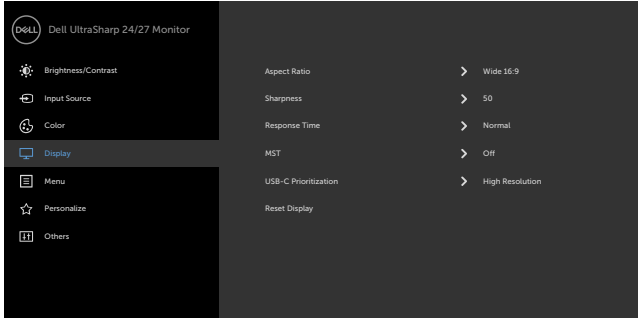 DELL Dell UltraSharp 24/27 Monitor
Brightness/Contrast
Input Source
Color
Display
Menu
Personalize
Others
Aspect Ratio Wide 16:9
Sharpness 50
Response Time Normal
MST Off
USB-C Prioritization High Resolution
Reset Display